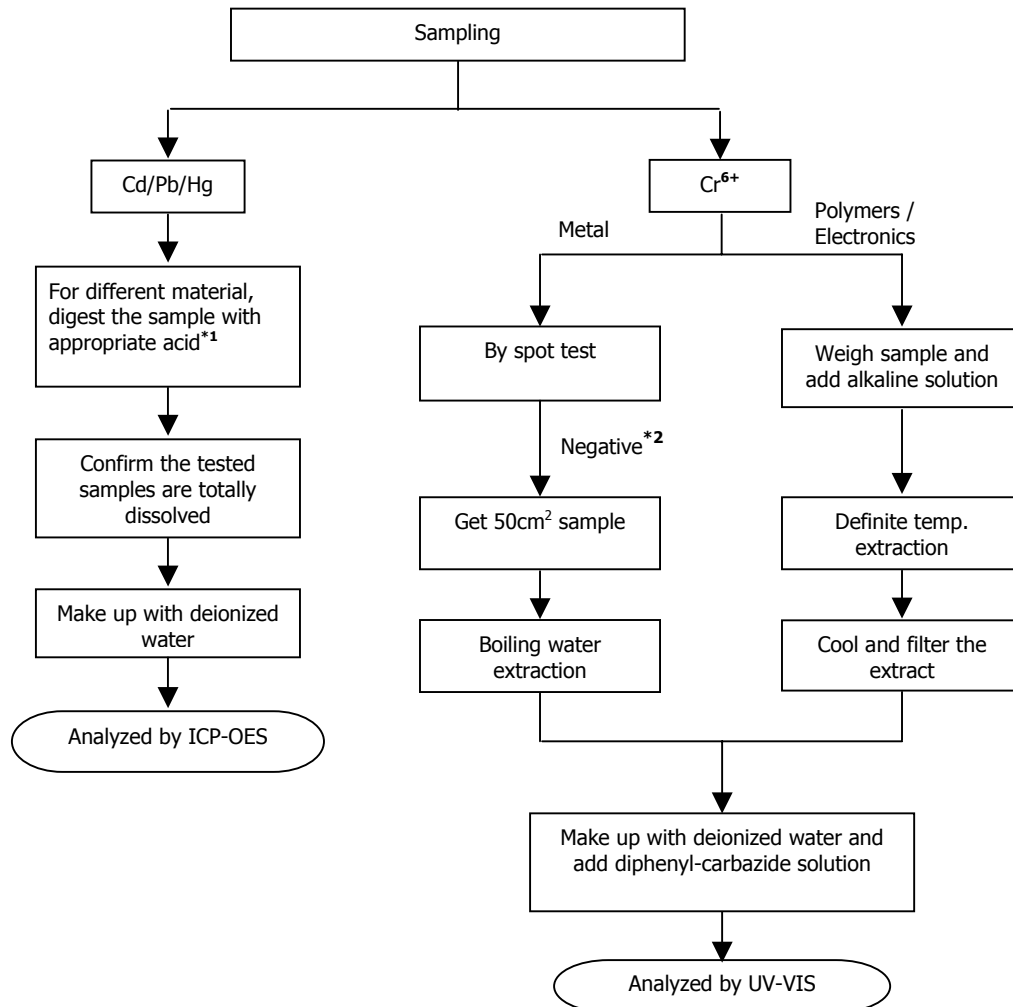 Sampling
Cd/Pb/Hg
For different material,
digest the sample with
appropriate acid*1
Confirm the tested
samples are totally
dissolved
Make up with deionized
water
Analyzed by ICP-OES
Cr6+
Metal
Polymers /
Electronics
By spot test
Negative*2
Get 50cm2 sample
Boiling water
extraction
Weigh sample and
add alkaline solution
Definite temp.
extraction
Cool and filter the
extract
Make up with deionized water and
add diphenyl-carbazide solution
Analyzed by UV-VIS